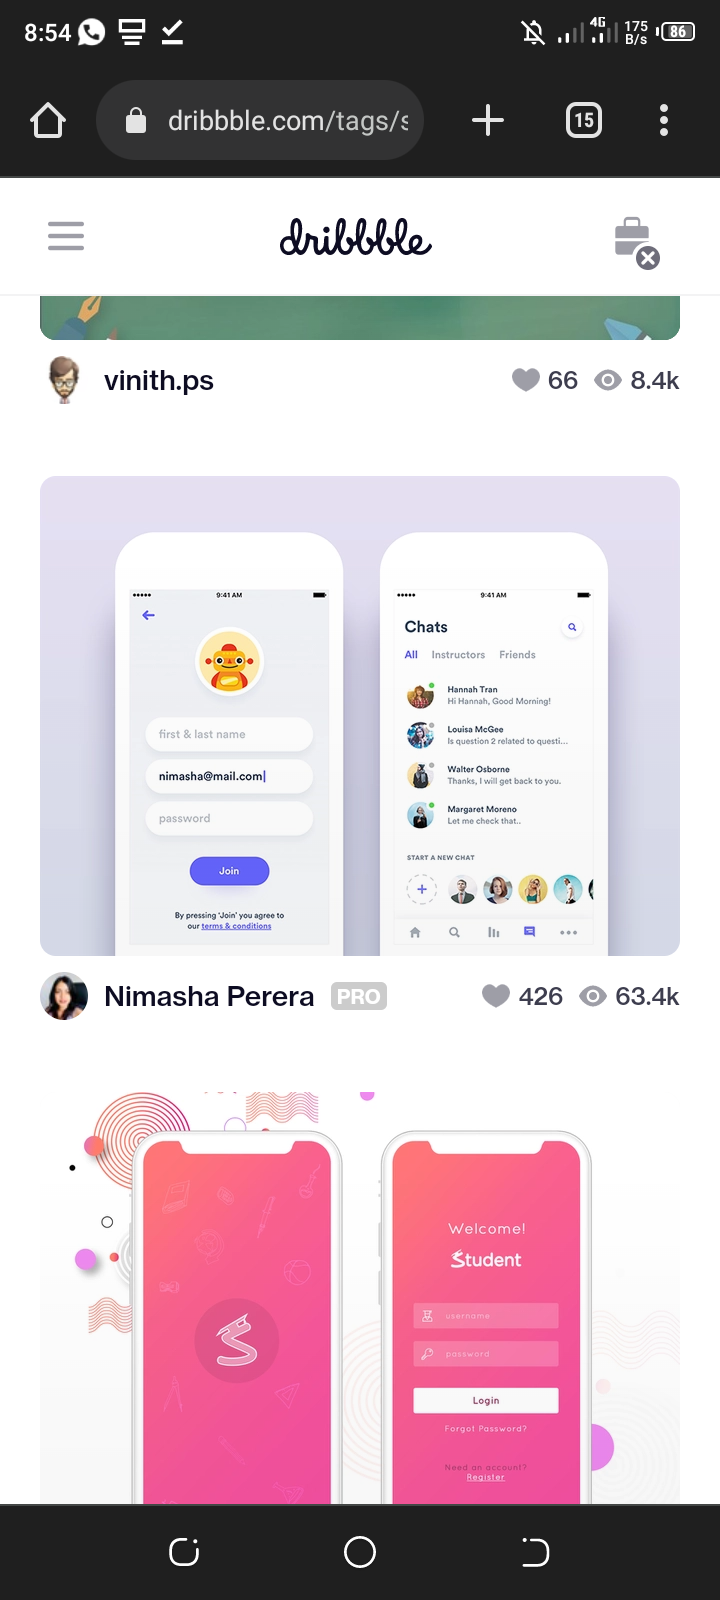 8:54
4G
175
B/s
86
dribbble.com/tags/s
15
dribbble
vinith.ps
66
8.4k
9:41 AM
first & last name
nimasha@mail.com
password
Join
By pressing 'Join' you agree to
our terms & conditions
9:41 AM
Chats
All
Instructors
Friends
Hannah Tran
Hi Hannah, Good Morning!
Louisa McGee
Is question 2 related to questi...
Walter Osborne
Thanks, I will get back to you.
Margaret Moreno
Let me check that..
START A NEW CHAT
Nimasha Perera
PRO
426
63.4k
S
Welcome!
Student
username
password
Login
Forgot Password?
Need an account?
Register